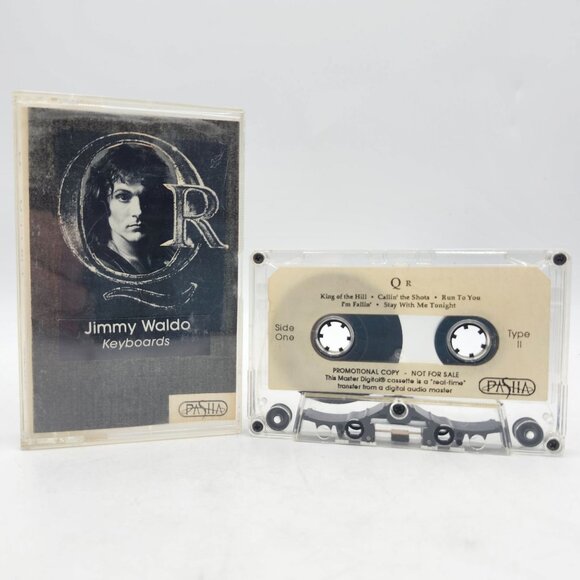 Q R
Jimmy Waldo
Keyboards
PASHA
Q R
King of the Hill • Callin' the Shots • Run To You
I'm Fallin' • Stay With Me Tonight
Side
One
Type
II
PROMOTIONAL COPY - NOT FOR SALE
This Master Digital® cassette is a "real-time"
transfer from a digital audio master
PASHA